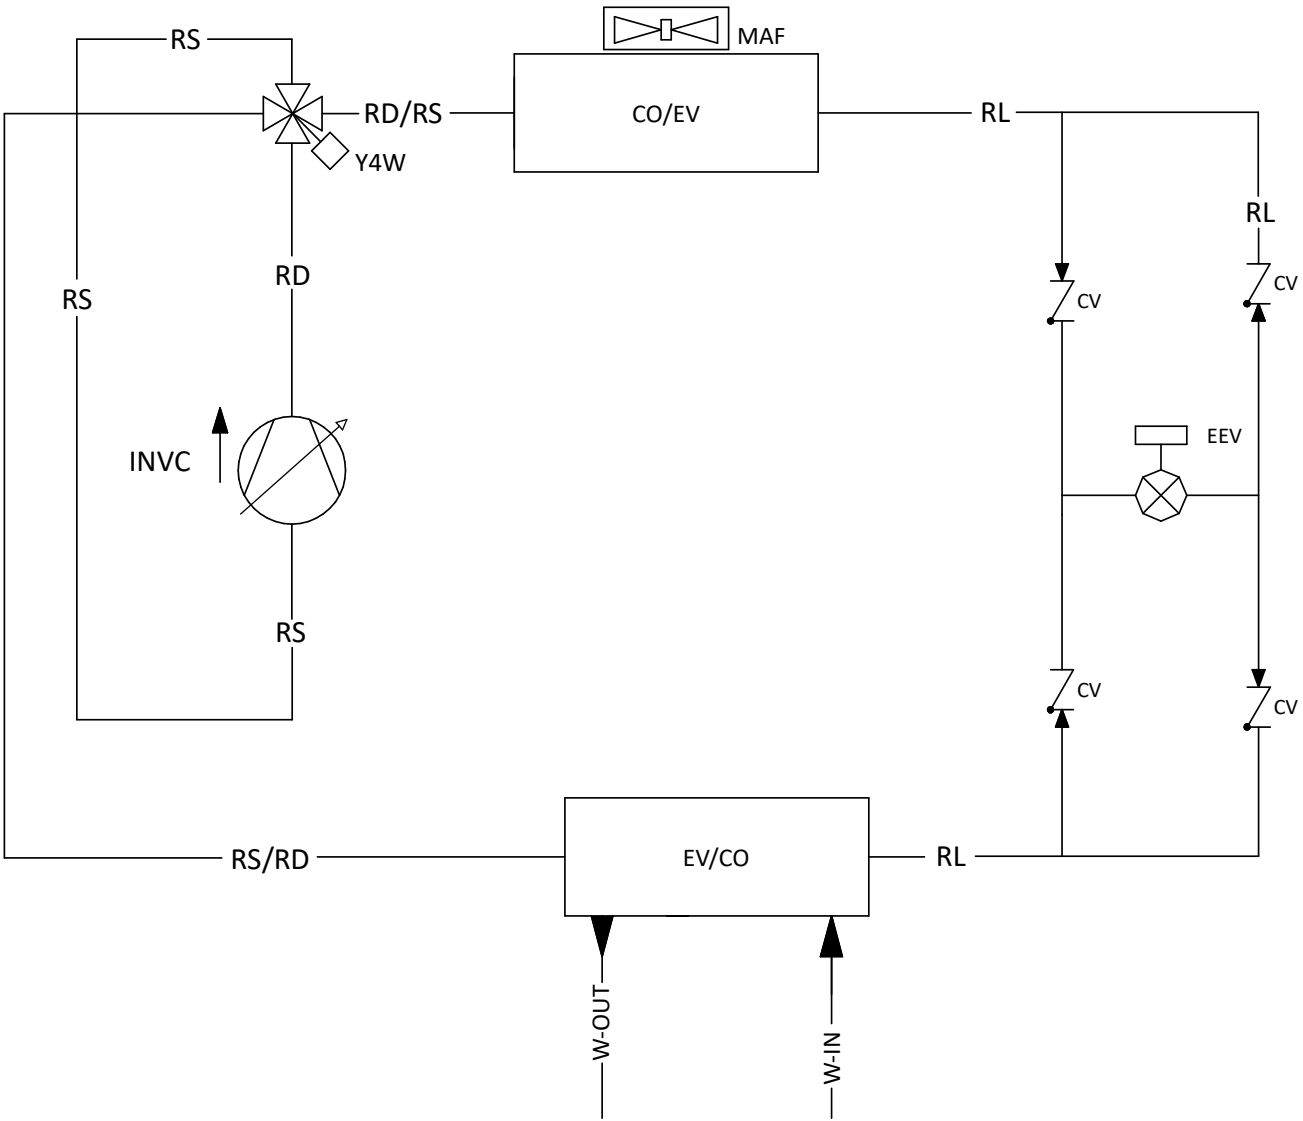 RS
MAF
RD/RS
CO/EV
RL
Y4W
RL
RD
RS
CV
CV
EEV
INVC
RS
CV
CV
RS/RD
EV/CO
RL
W-OUT
W-IN